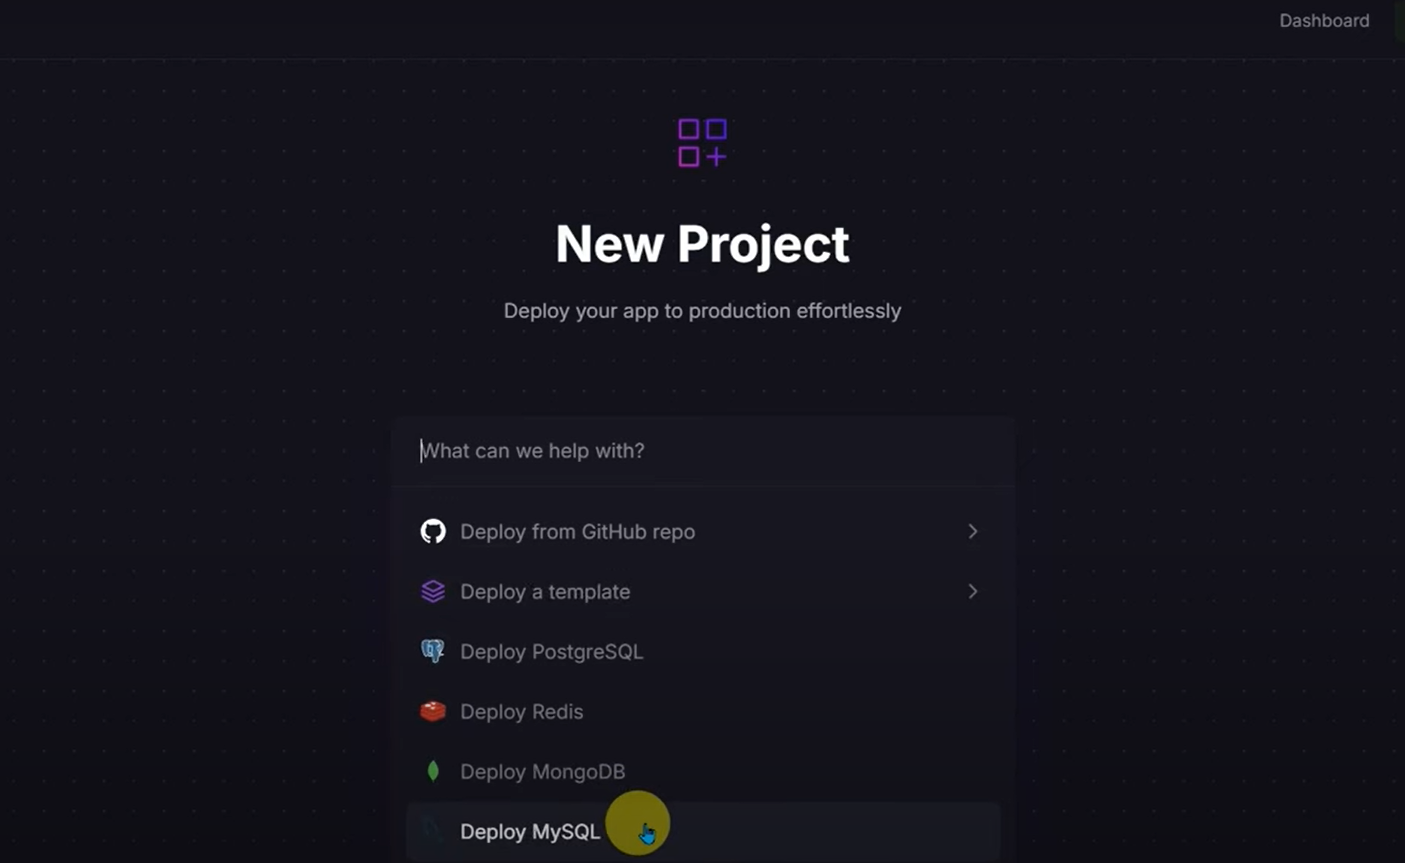 Dashboard
New Project
Deploy your app to production effortlessly
What can we help with?
Deploy from GitHub repo
Deploy a template
Deploy PostgreSQL
Deploy Redis
Deploy MongoDB
Deploy MySQL